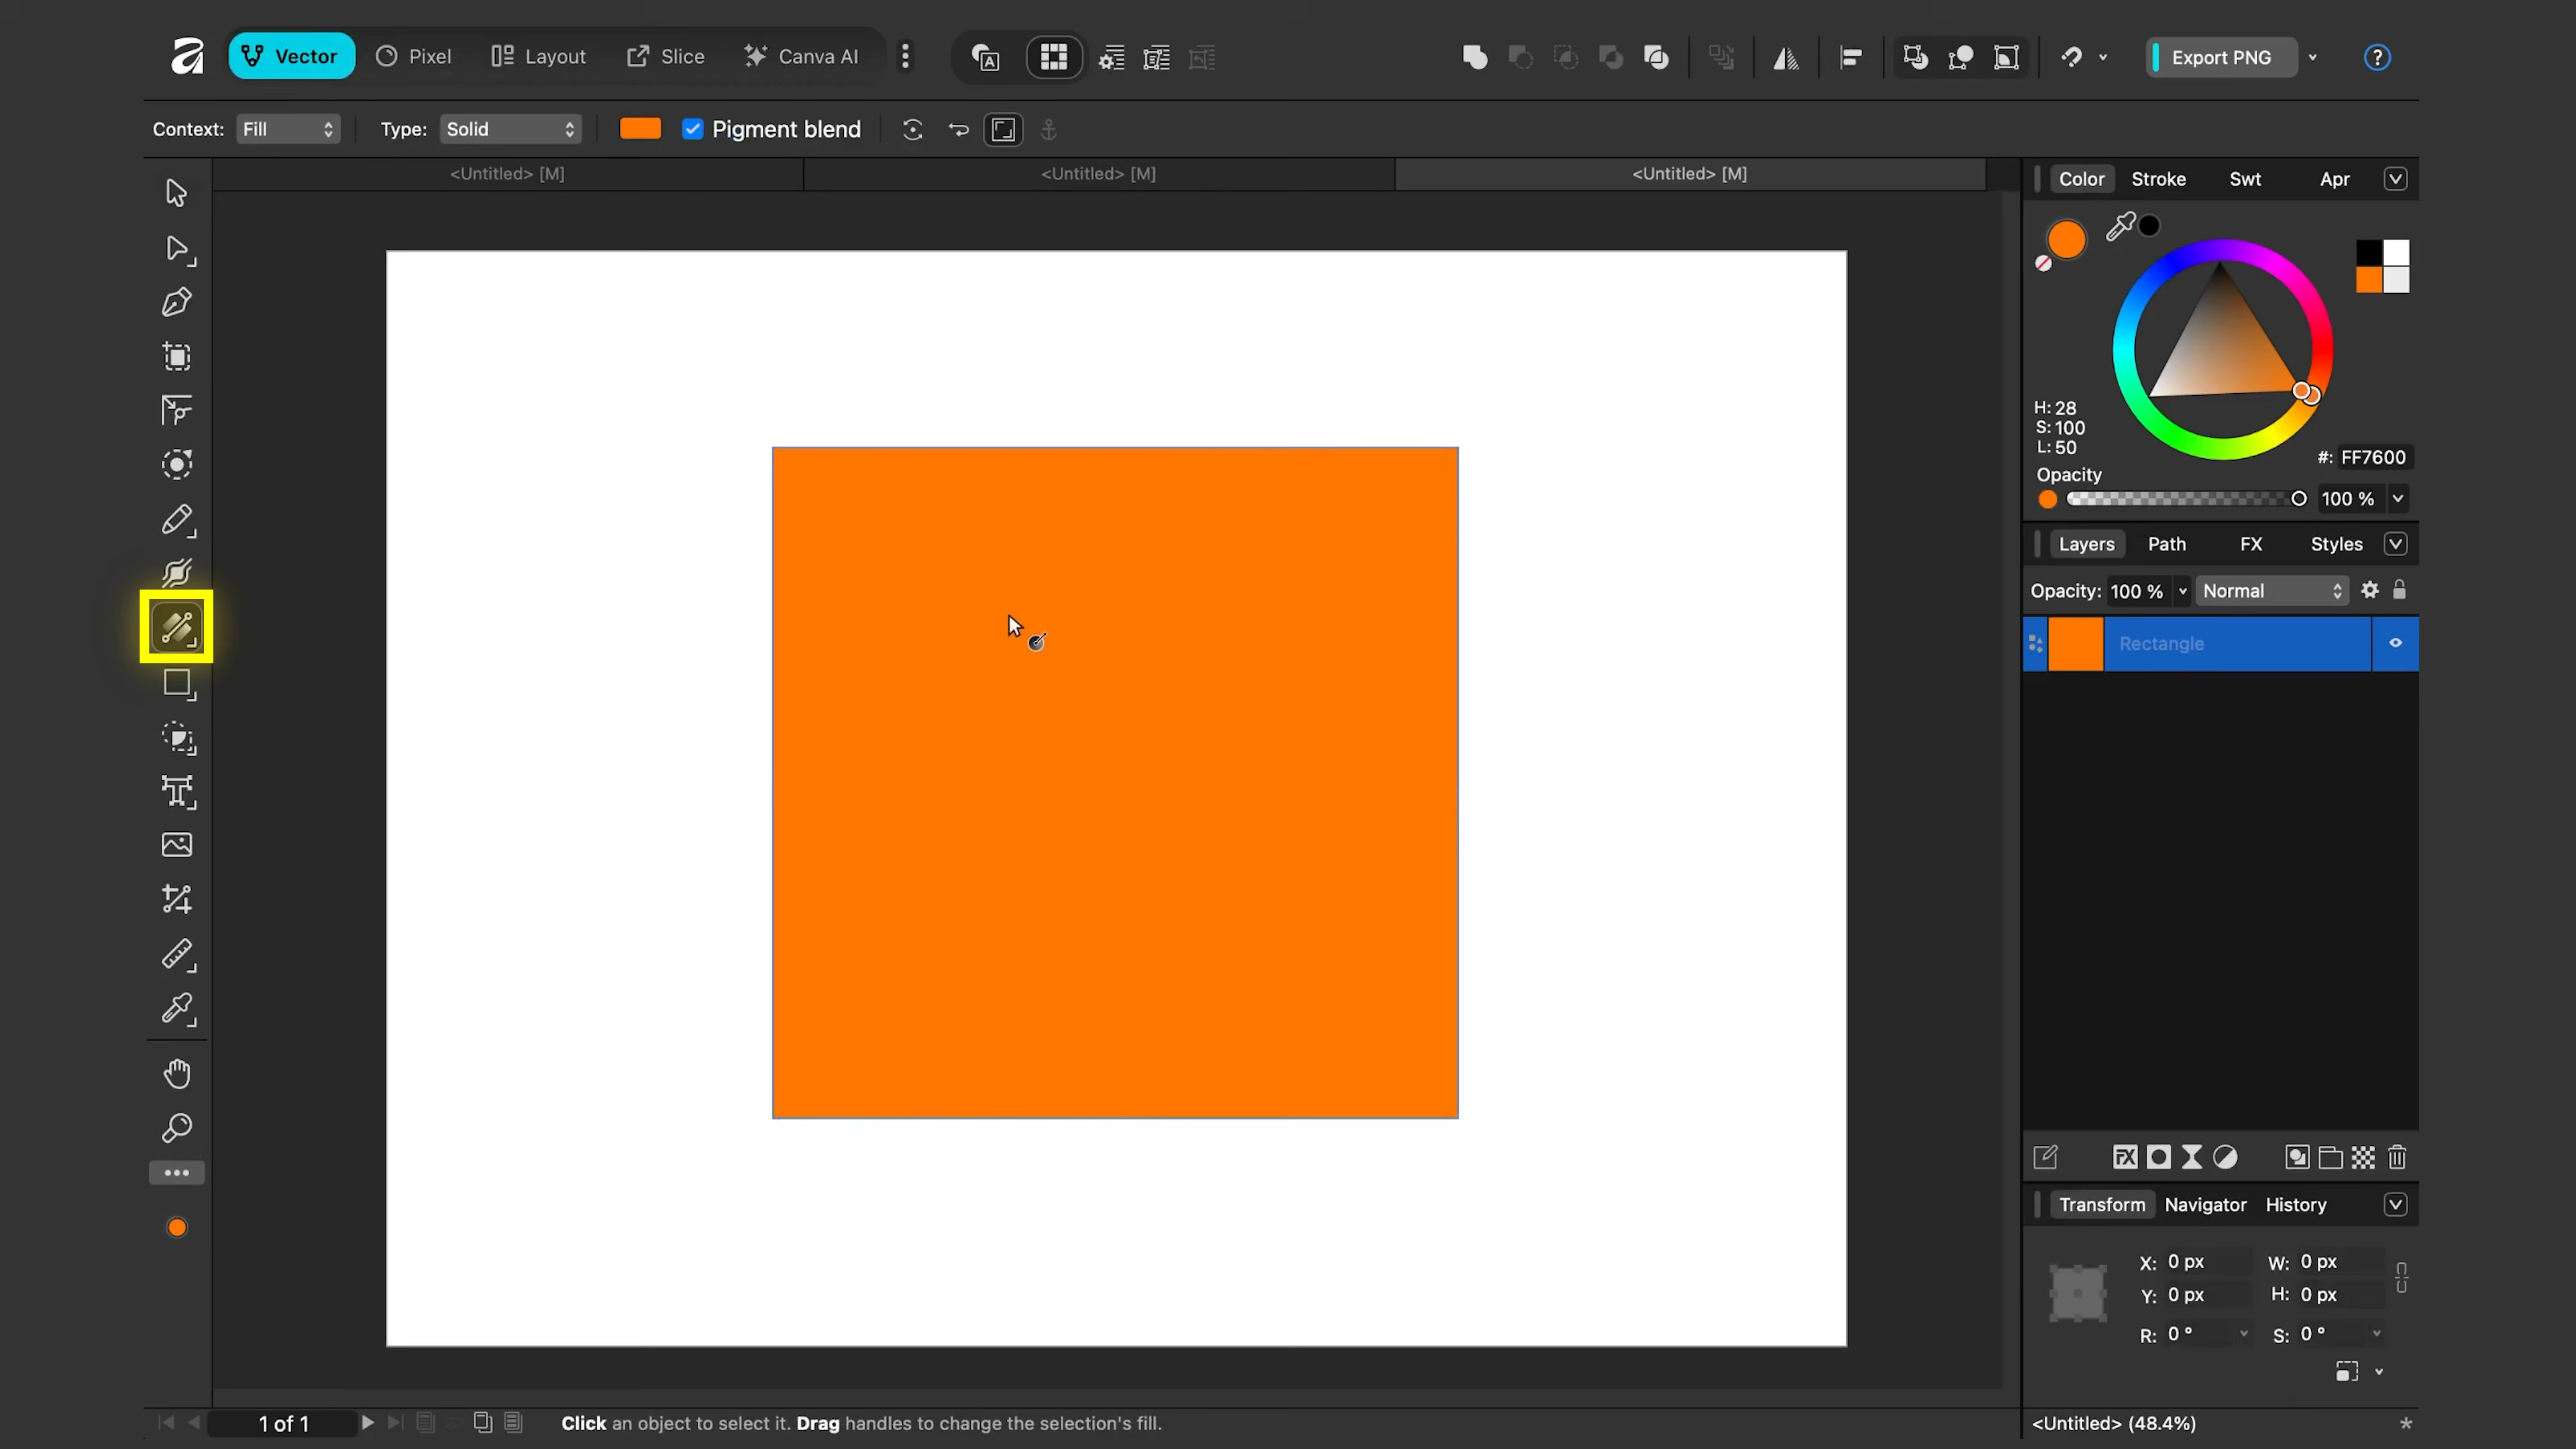 Vector Pixel Layout Slice Canva AI Export PNG ?
Context: Fill Type: Solid Pigment blend
<Untitled> [M] <Untitled> [M] <Untitled> [M]
Color Stroke Swt Apr
H: 28
S: 100
L: 50
#: FF7600
Opacity
100 %
Layers Path FX Styles
Opacity: 100 % Normal
Rectangle
FX
Transform Navigator History
X: 0 px W: 0 px
Y: 0 px H: 0 px
R: 0 ° S: 0 °
1 of 1 Click an object to select it. Drag handles to change the selection's fill. <Untitled> (48.4%) *